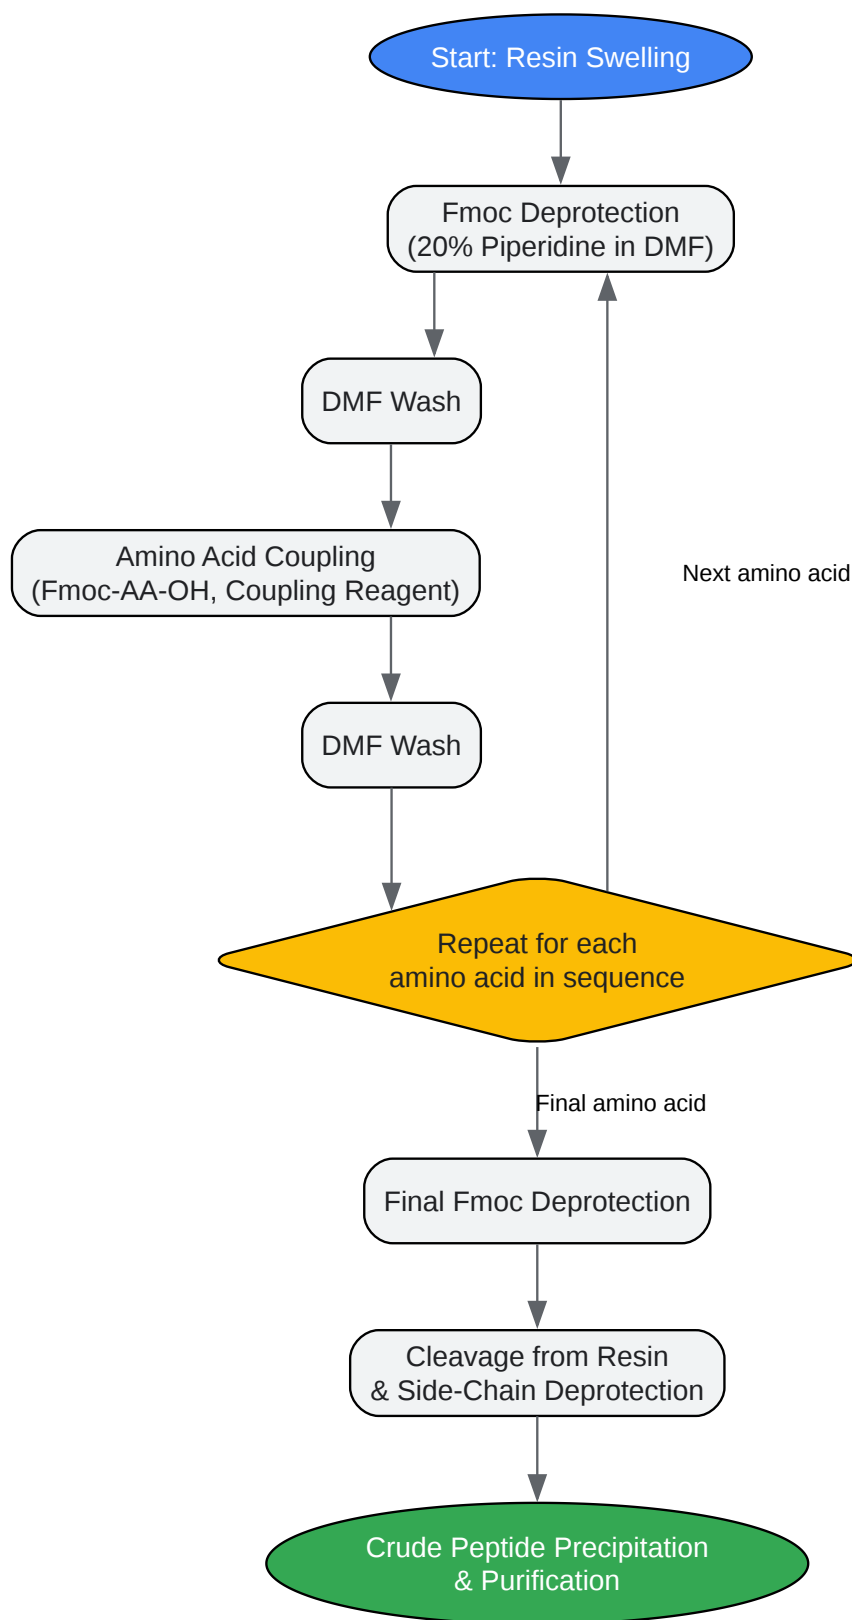 Start: Resin Swelling
Fmoc Deprotection
(20% Piperidine in DMF)
DMF Wash
Amino Acid Coupling
(Fmoc-AA-OH, Coupling Reagent)
Next amino acid
DMF Wash
Repeat for each
amino acid in sequence
Final amino acid
Final Fmoc Deprotection
Cleavage from Resin
& Side-Chain Deprotection
Crude Peptide Precipitation
& Purification